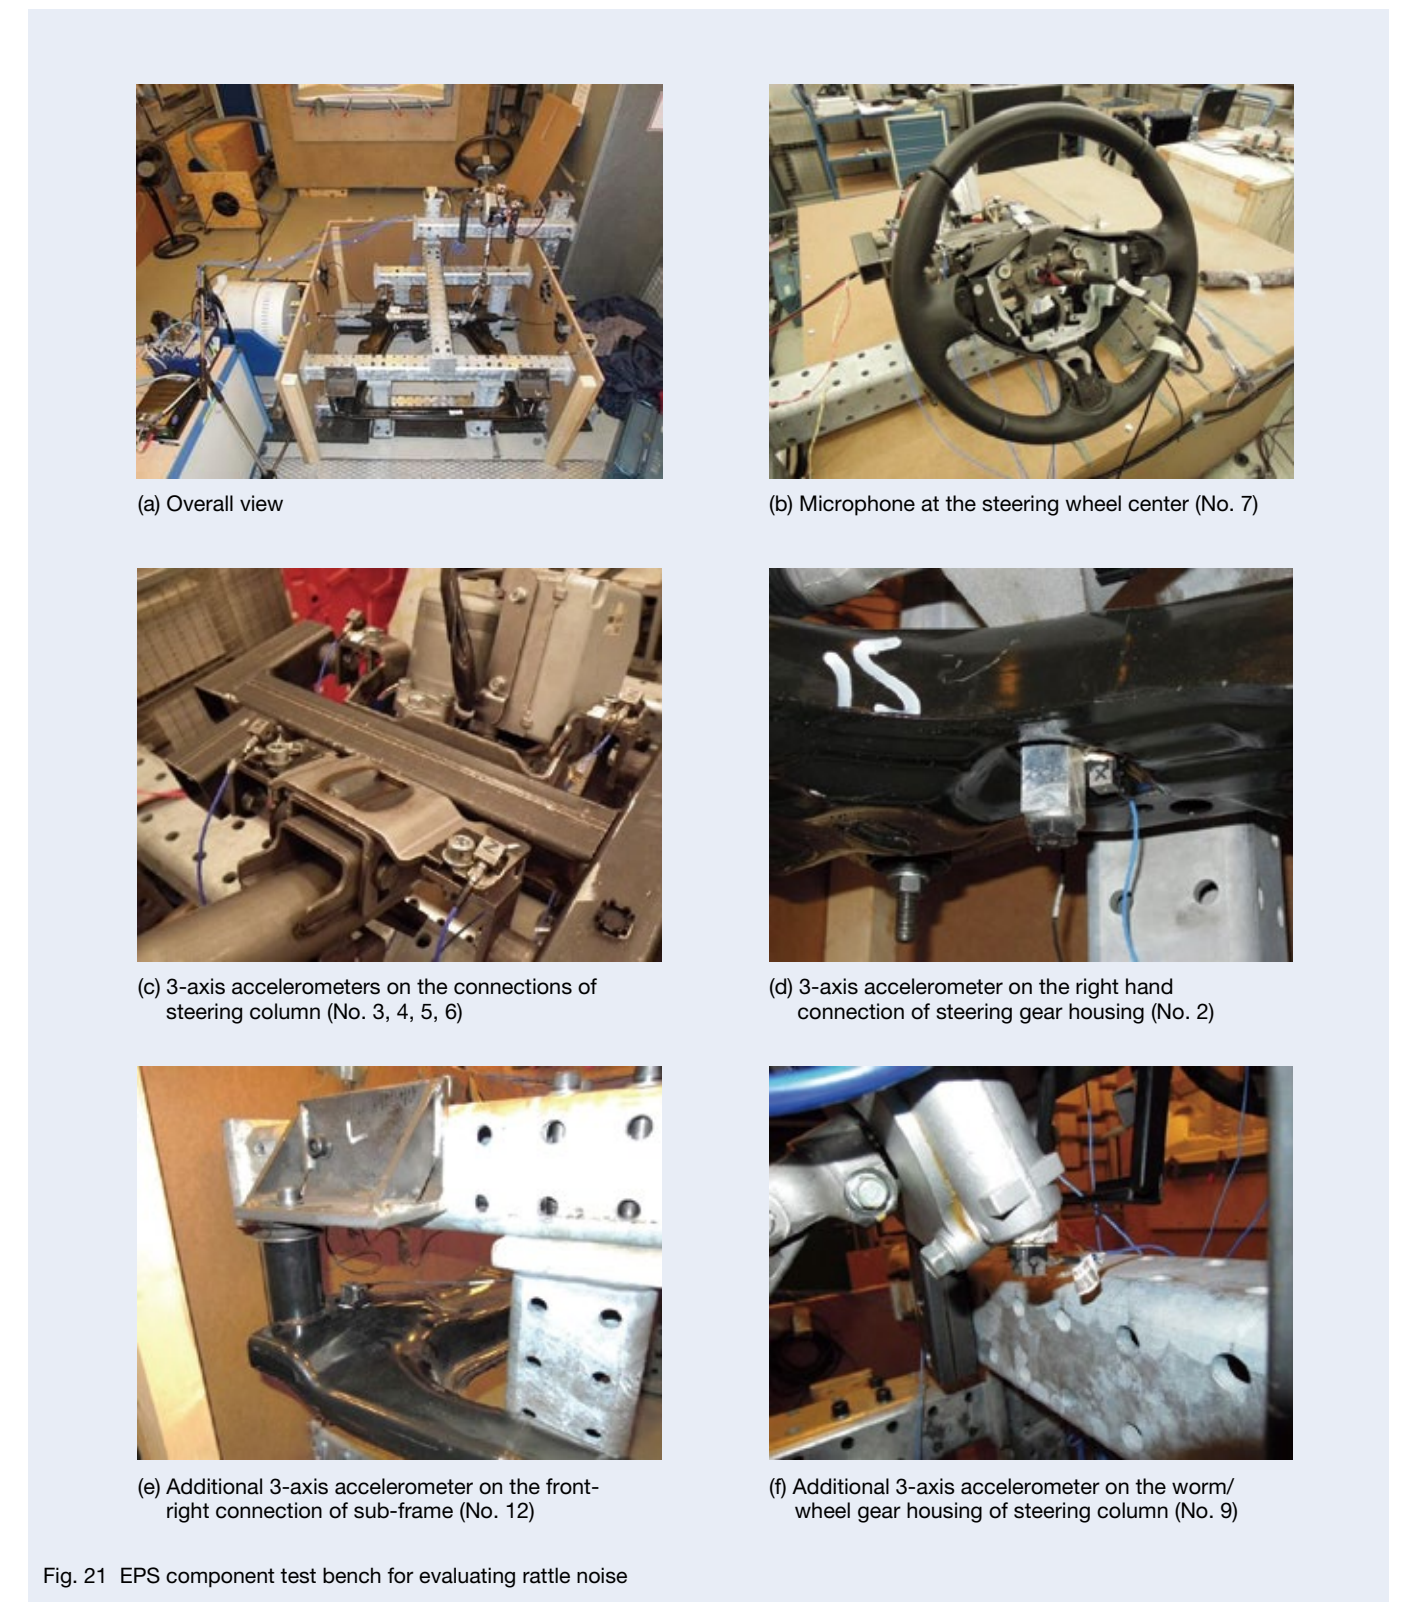 (a) Overall view
(b) Microphone at the steering wheel center (No. 7)
Z
15
X
(c) 3-axis accelerometers on the connections of
steering column (No. 3, 4, 5, 6)
(d) 3-axis accelerometer on the right hand
connection of steering gear housing (No. 2)
L
(e) Additional 3-axis accelerometer on the front-
right connection of sub-frame (No. 12)
(f) Additional 3-axis accelerometer on the worm/
wheel gear housing of steering column (No. 9)
Fig. 21 EPS component test bench for evaluating rattle noise